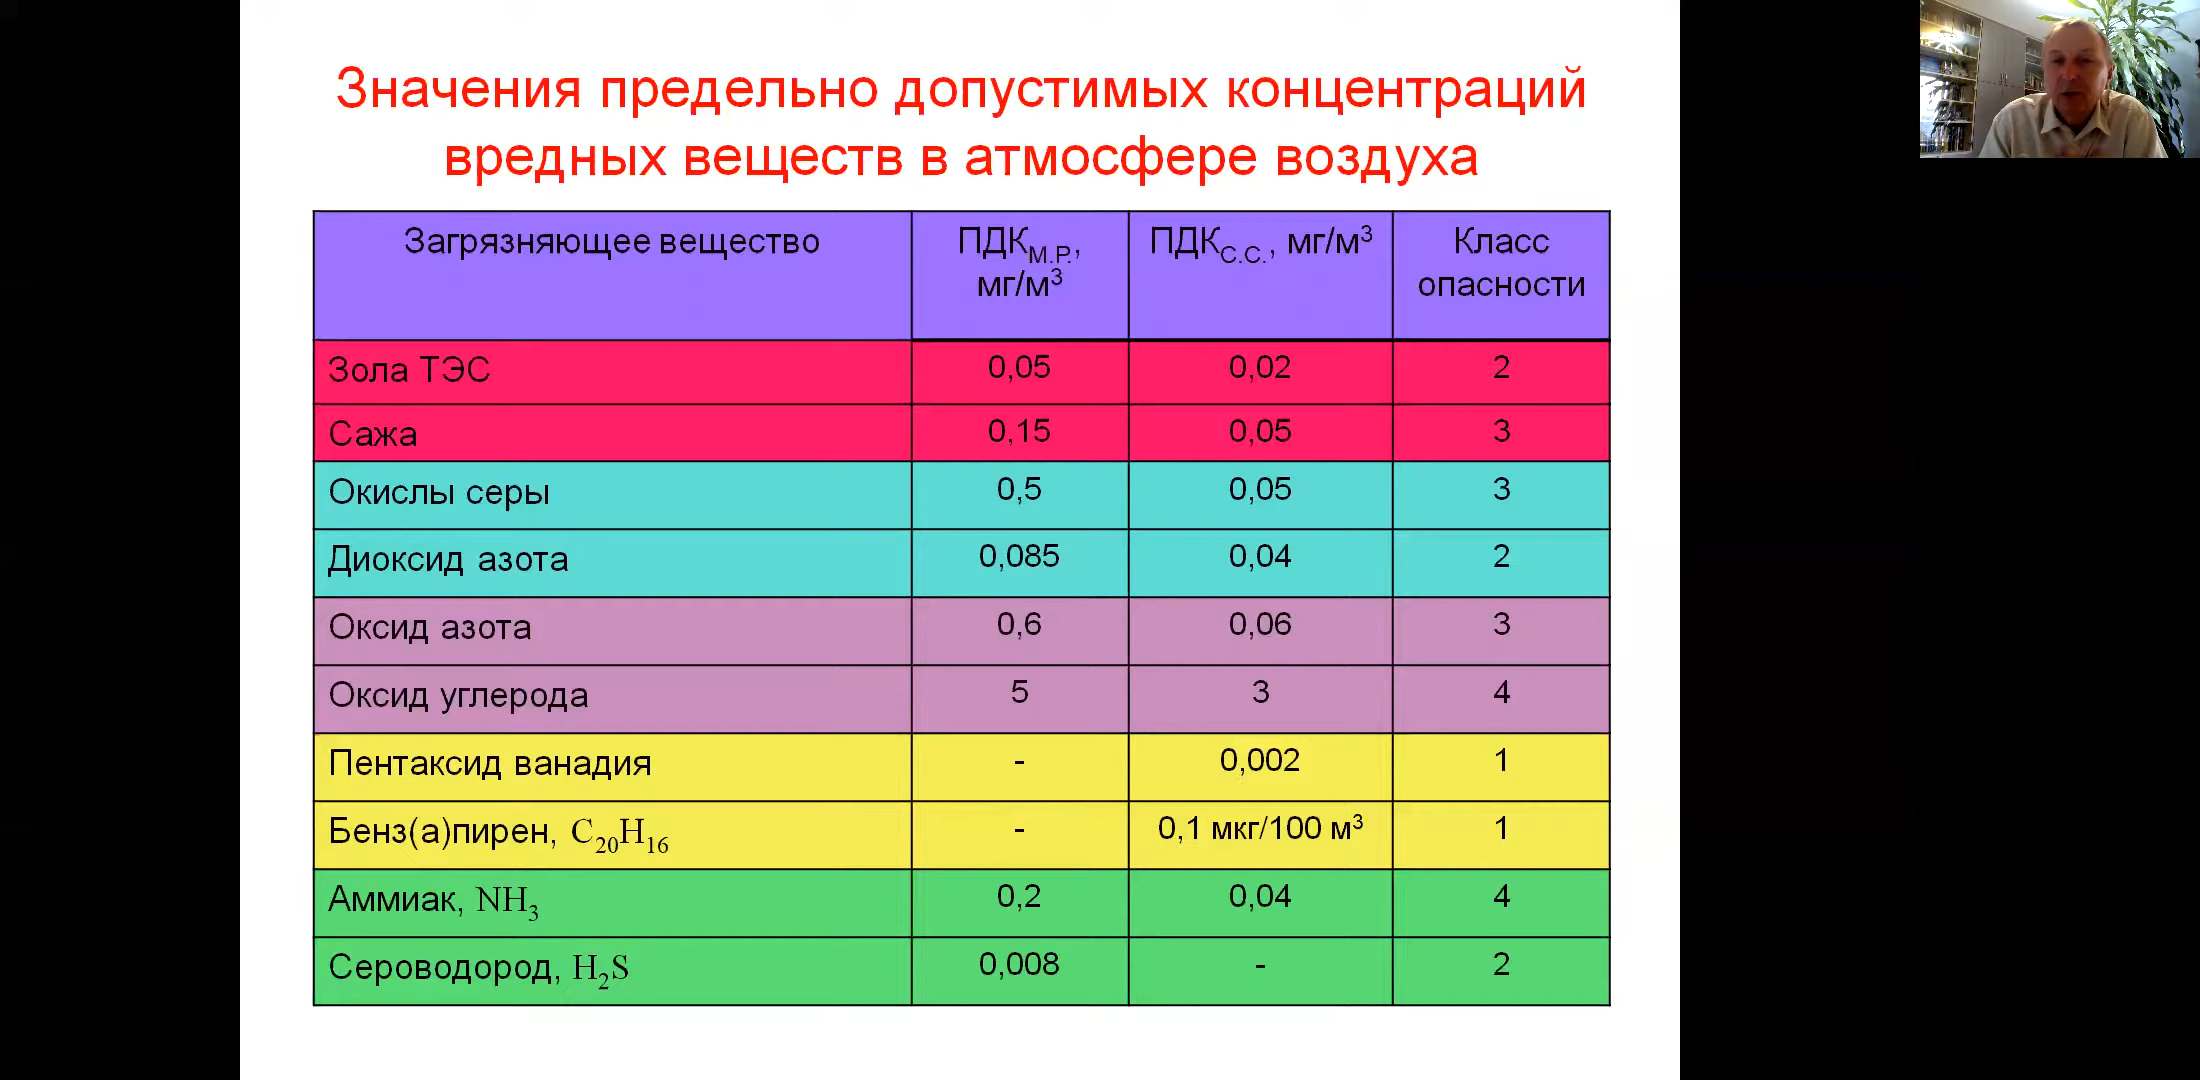 Значения предельно допустимых концентраций
вредных веществ в атмосфере воздуха
Загрязняющее вещество ПДКМ.Р., мг/м³ ПДКС.С., мг/м³ Класс опасности
Зола ТЭС 0,05 0,02 2
Сажа 0,15 0,05 3
Окислы серы 0,5 0,05 3
Диоксид азота 0,085 0,04 2
Оксид азота 0,6 0,06 3
Оксид углерода 5 3 4
Пентаксид ванадия - 0,002 1
Бенз(а)пирен, C₂₀H₁₆ - 0,1 мкг/100 м³ 1
Аммиак, NH₃ 0,2 0,04 4
Сероводород, H₂S 0,008 - 2